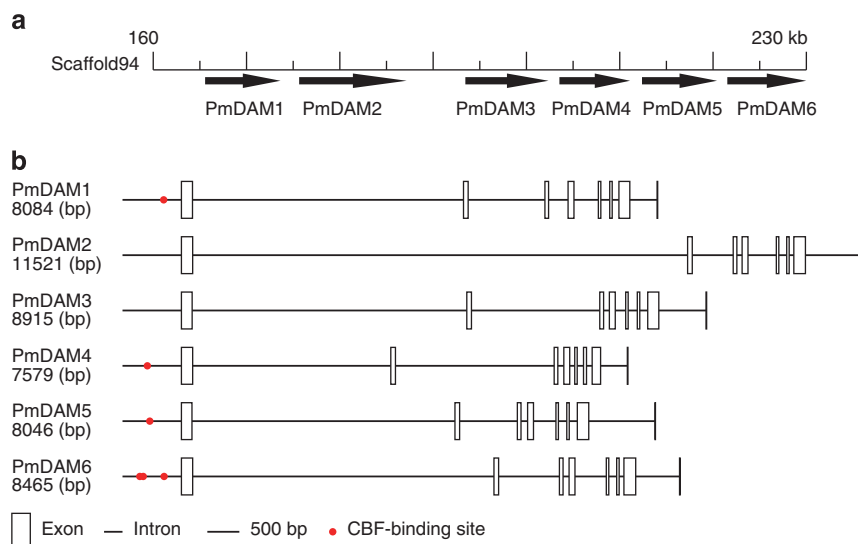 a
160 230 kb
Scaffold94
PmDAM1 PmDAM2 PmDAM3 PmDAM4 PmDAM5 PmDAM6
b
PmDAM1
8084 (bp)
PmDAM2
11521 (bp)
PmDAM3
8915 (bp)
PmDAM4
7579 (bp)
PmDAM5
8046 (bp)
PmDAM6
8465 (bp)
Exon Intron 500 bp CBF-binding site